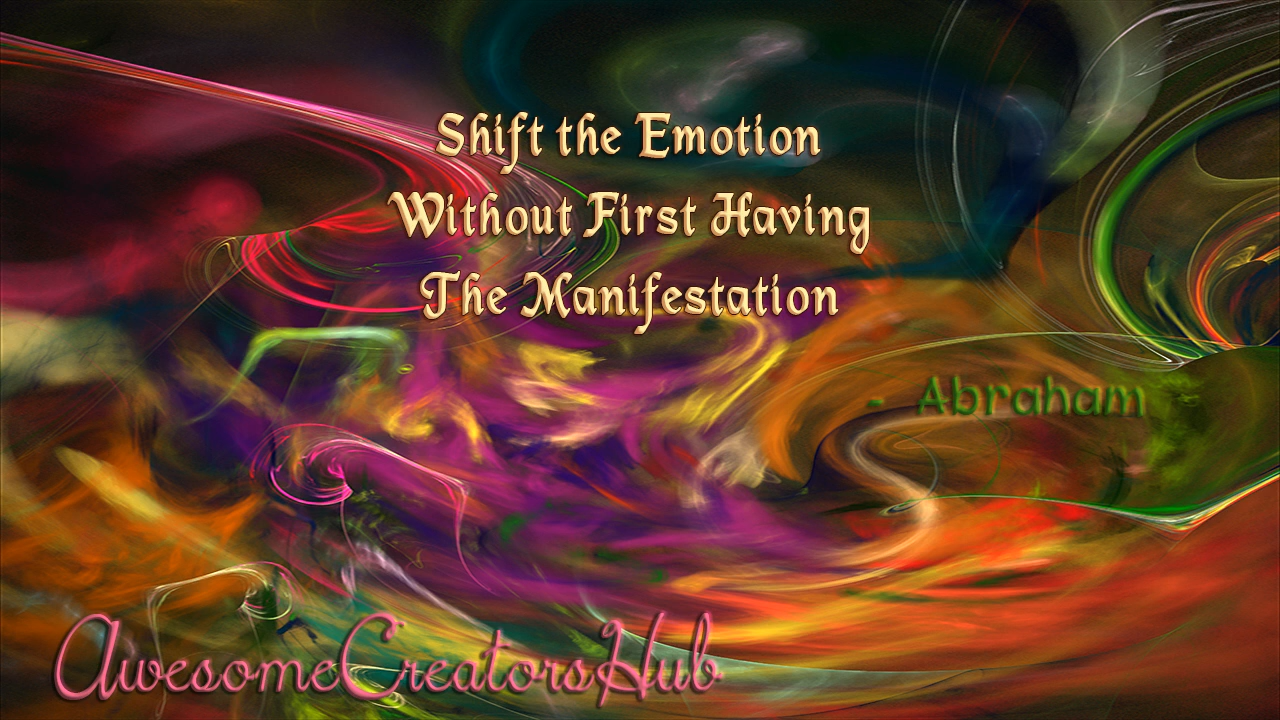 Shift the Emotion
Without First Having
The Manifestation
- Abraham
AwesomeCreatorsHub